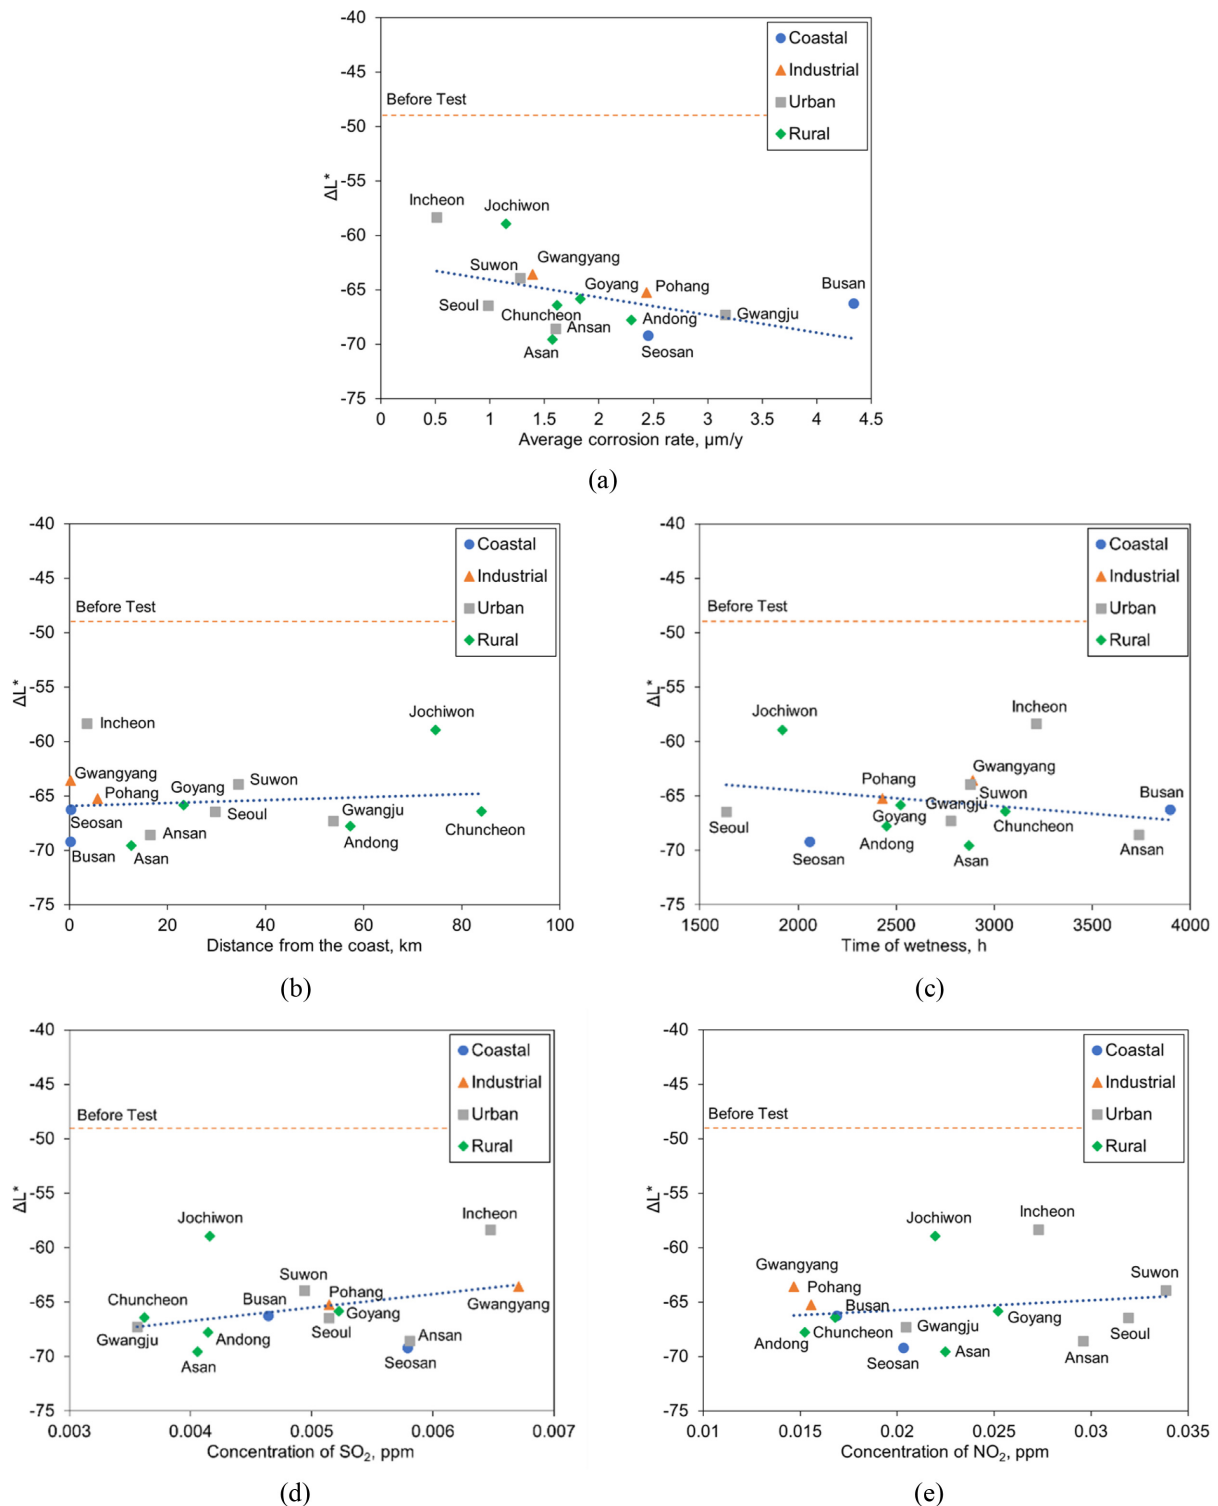 -40
-45
-50
-55
-60
-65
-70
-75
ΔL*
Before Test
Coastal
Industrial
Urban
Rural
Incheon
Jochiwon
Suwon
Gwangyang
Goyang
Pohang
Busan
Seoul
Chuncheon
Ansan
Andong
Gwangju
Asan
Seosan
0 0.5 1 1.5 2 2.5 3 3.5 4 4.5
Average corrosion rate, μm/y
(a)
-40
-45
-50
-55
-60
-65
-70
-75
ΔL*
Before Test
Coastal
Industrial
Urban
Rural
Jochiwon
Incheon
Gwangyang
Pohang
Goyang
Suwon
Seosan
Seoul
Gwangju
Chuncheon
Ansan
Andong
Busan
Asan
0 20 40 60 80 100
Distance from the coast, km
(b)
-40
-45
-50
-55
-60
-65
-70
-75
ΔL*
Before Test
Coastal
Industrial
Urban
Rural
Jochiwon
Incheon
Gwangyang
Pohang
Suwon
Busan
Gwangju
Goyang
Seoul
Chuncheon
Andong
Ansan
Seosan
Asan
1500 2000 2500 3000 3500 4000
Time of wetness, h
(c)
-40
-45
-50
-55
-60
-65
-70
-75
ΔL*
Before Test
Coastal
Industrial
Urban
Rural
Jochiwon
Incheon
Suwon
Chuncheon
Busan
Pohang
Goyang
Gwangyang
Gwangju
Andong
Seoul
Ansan
Asan
Seosan
0.003 0.004 0.005 0.006 0.007
Concentration of SO2, ppm
(d)
-40
-45
-50
-55
-60
-65
-70
-75
ΔL*
Before Test
Coastal
Industrial
Urban
Rural
Jochiwon
Incheon
Gwangyang
Pohang
Suwon
Busan
Goyang
Gwangju
Chuncheon
Seoul
Andong
Seosan
Asan
Ansan
0.01 0.015 0.02 0.025 0.03 0.035
Concentration of NO2, ppm
(e)